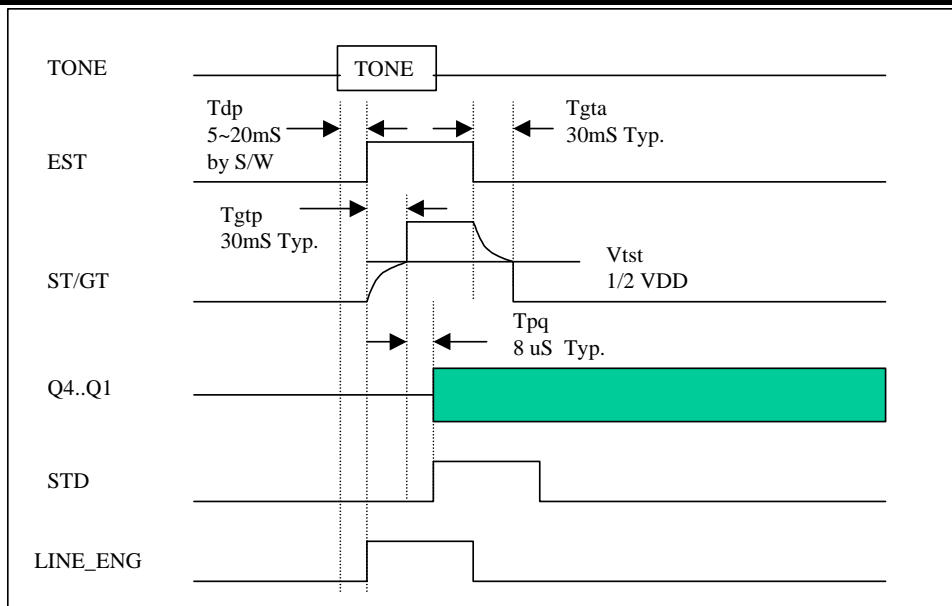 TONE
TONE
Tdp
5~20mS
by S/W
Tgta
30mS Typ.
EST
Tgtp
30mS Typ.
Vtst
1/2 VDD
ST/GT
Tpq
8 uS Typ.
Q4..Q1
STD
LINE_ENG